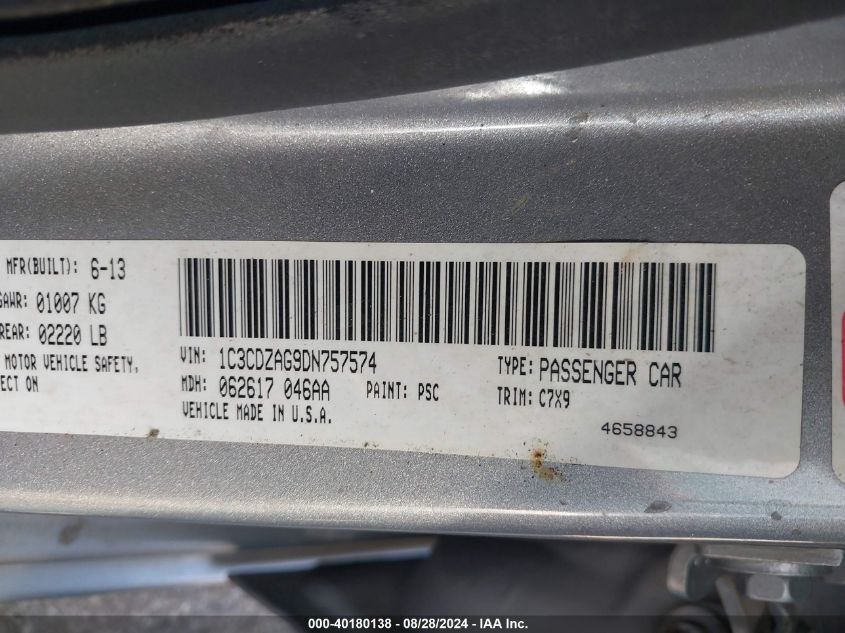 MFR(BUILT): 6-13
GAWR: 01007 KG
REAR: 02220 LB
MOTOR VEHICLE SAFETY,
ECT ON
VIN: 1C3CDZAG9DN757574
TYPE: PASSENGER CAR
MDH: 062617 046AA PAINT: PSC
TRIM: C7X9
VEHICLE MADE IN U.S.A.
4658843
000-40180138 - 08/28/2024 - IAA Inc.